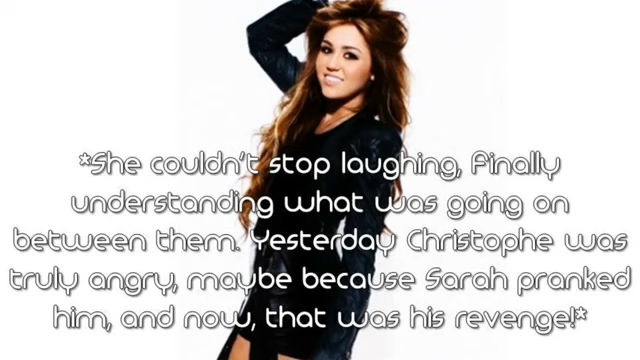 *She couldn't stop laughing, finally
understanding what was going on
between them. Yesterday Christophe was
truly angry, maybe because Sarah pranked
him, and now, that was his revenge!*